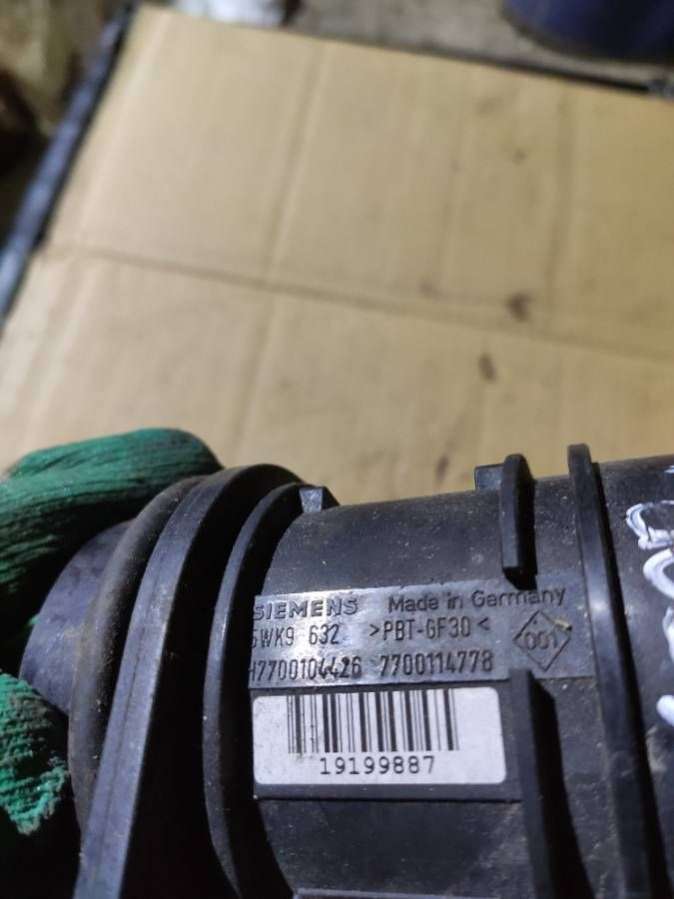 SIEMENS Made in Germany
5WK9 632 >PBT-GF30< 001
H7700104426 7700114778
19199887